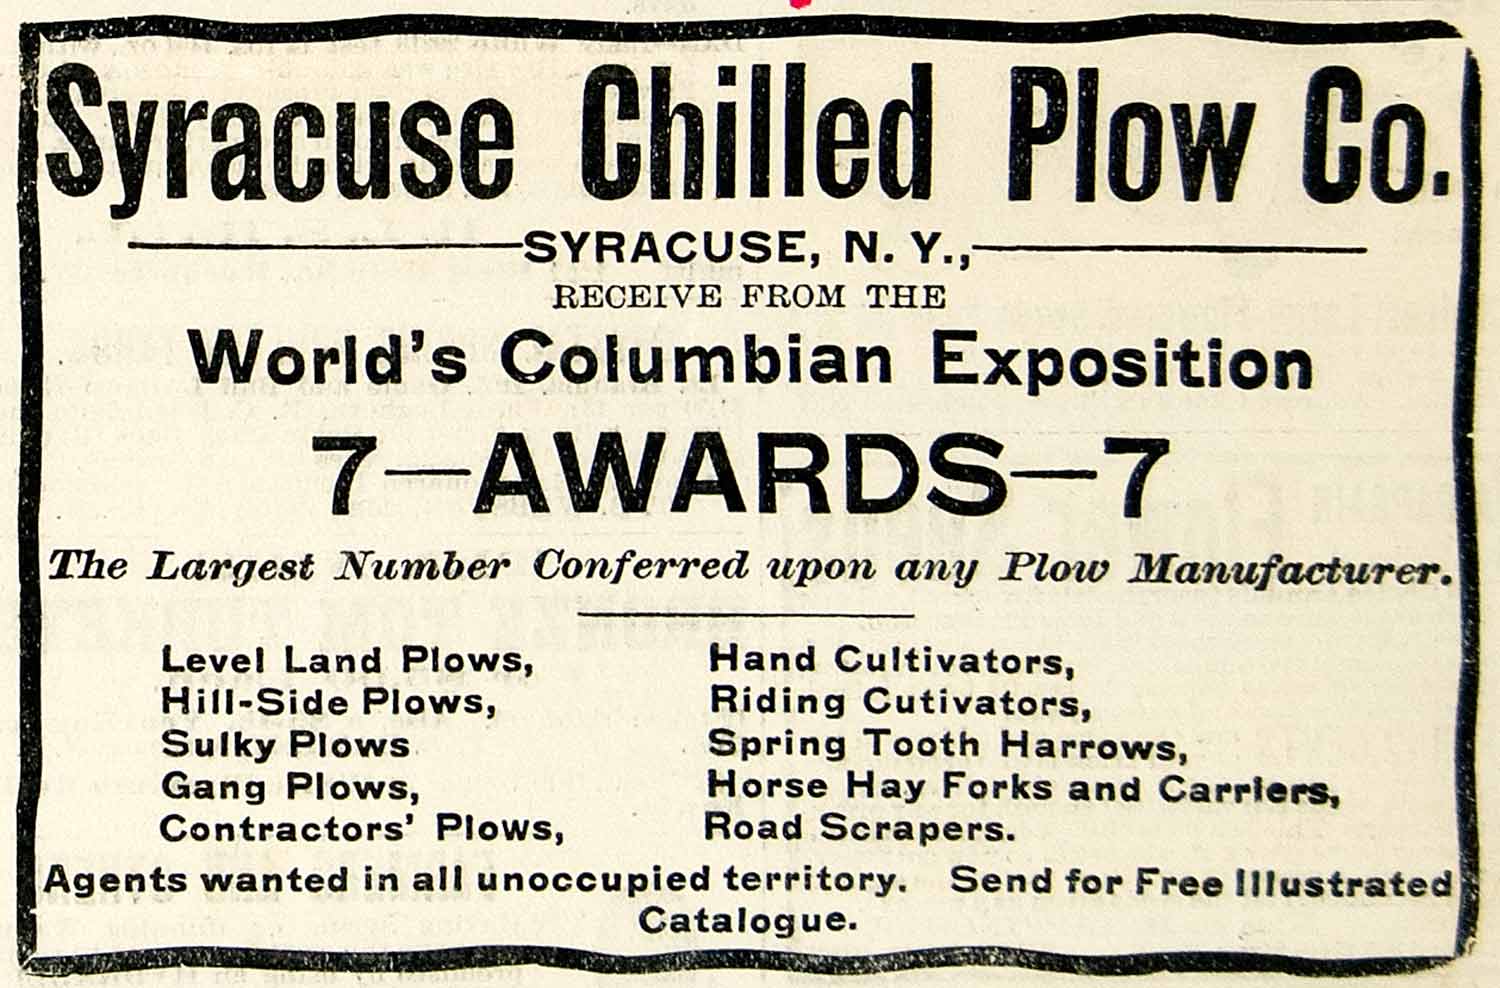 Syracuse Chilled Plow Co.
SYRACUSE, N. Y.,
RECEIVE FROM THE
World's Columbian Exposition
7—AWARDS—7
The Largest Number Conferred upon any Plow Manufacturer.
Level Land Plows,
Hill-Side Plows,
Sulky Plows
Gang Plows,
Contractors' Plows,
Hand Cultivators,
Riding Cutivators,
Spring Tooth Harrows,
Horse Hay Forks and Carriers,
Road Scrapers.
Agents wanted in all unoccupied territory. Send for Free Illustrated
Catalogue.